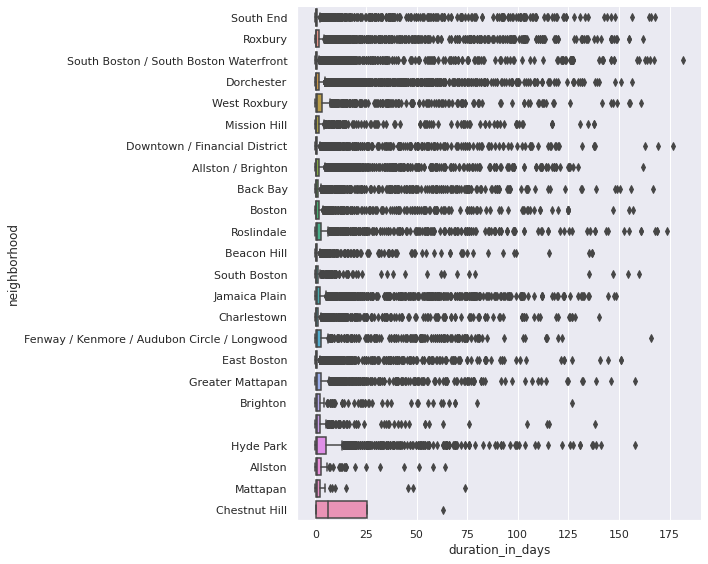 South End
Roxbury
South Boston / South Boston Waterfront
Dorchester
West Roxbury
Mission Hill
Downtown / Financial District
Allston / Brighton
Back Bay
Boston
Roslindale
Beacon Hill
South Boston
Jamaica Plain
Charlestown
Fenway / Kenmore / Audubon Circle / Longwood
East Boston
Greater Mattapan
Brighton
Hyde Park
Allston
Mattapan
Chestnut Hill
neighborhood
0 25 50 75 100 125 150 175
duration_in_days